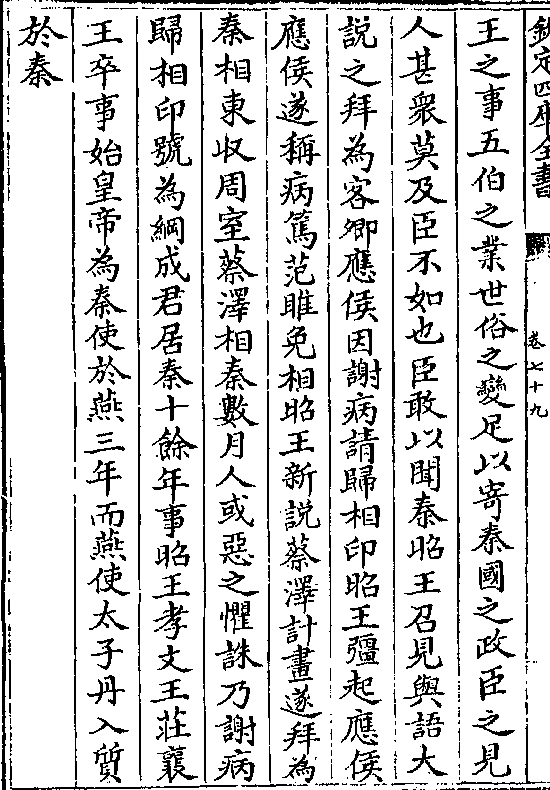 欽定四庫全書
卷七十九
王之事五伯之業世俗之變足以寄秦國之政臣之見
人甚衆莫及臣不如也臣敢以聞秦昭王召見與語大
說之拜為客卿應侯因謝病請歸相印昭王彊起應侯
應侯遂稱病篤范雎免相昭王新說蔡澤計畫遂拜為
秦相東收周室蔡澤相秦數月人或惡之懼誅乃謝病
歸相印號為綱成君居秦十餘年事昭王孝文王莊襄
王卒事始皇帝為秦使於燕三年而燕使太子丹入質
於秦